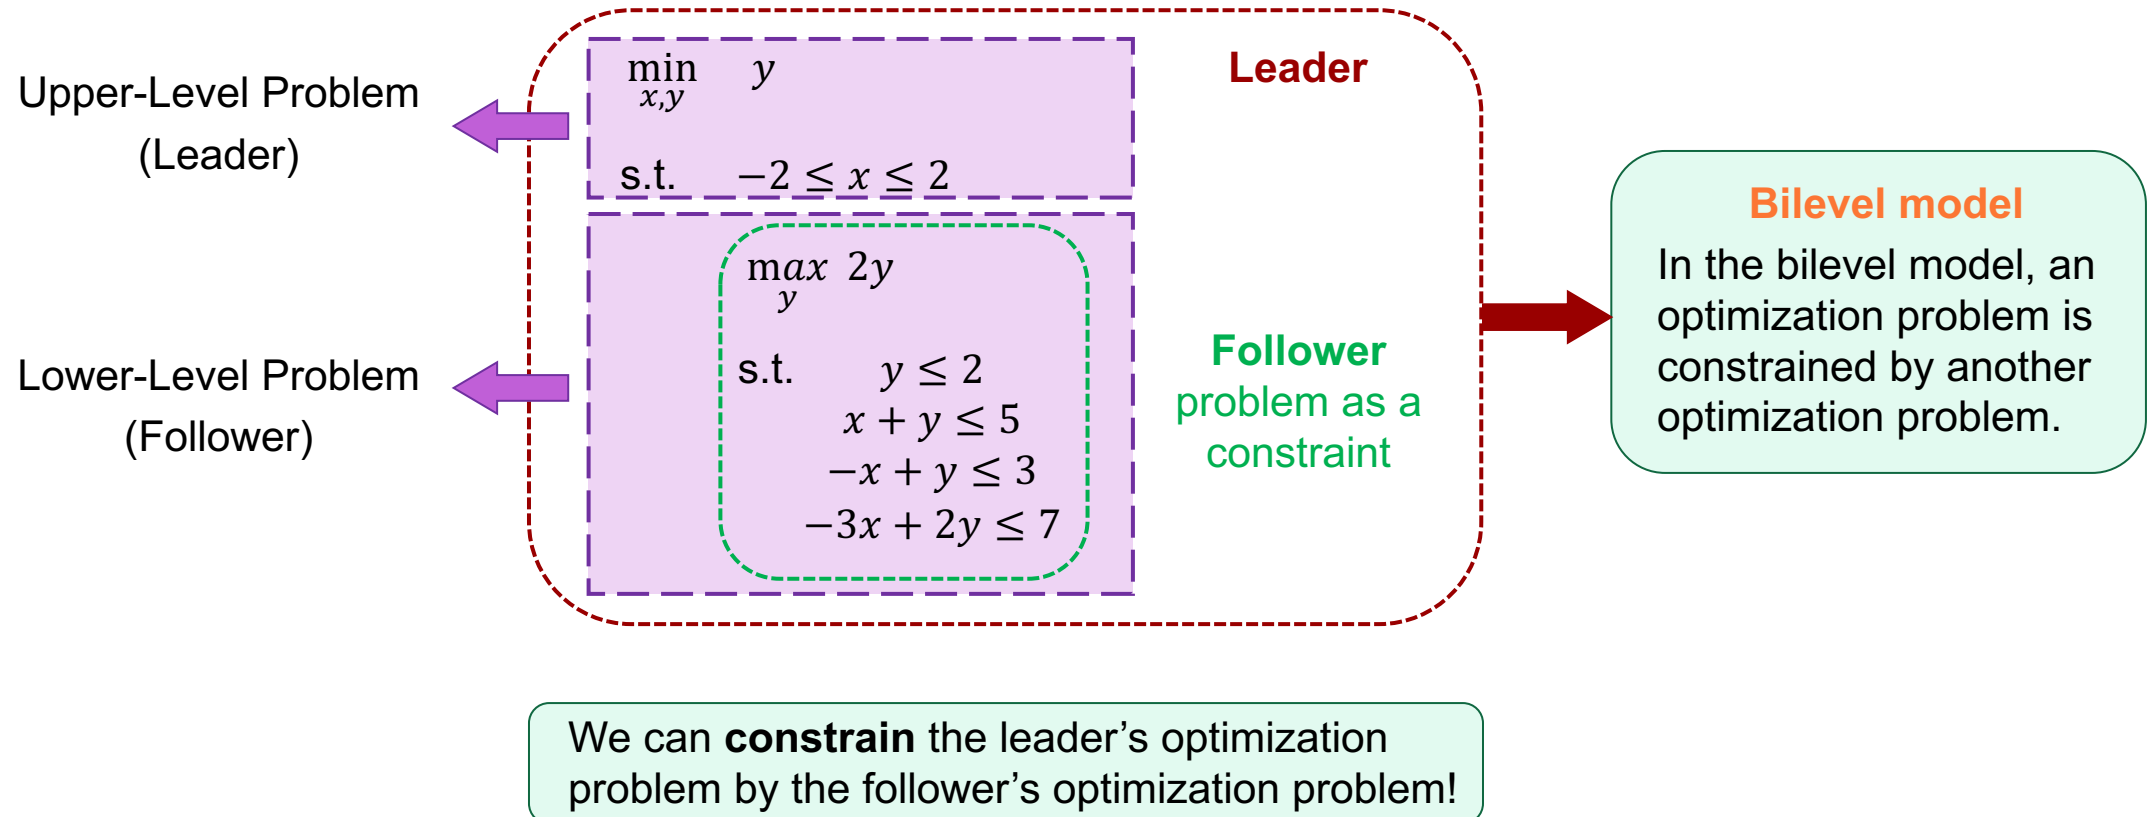 Upper-Level Problem
(Leader)
Lower-Level Problem
(Follower)
min y
x,y
s.t. −2 ≤ x ≤ 2
Leader
max 2y
y
s.t. y ≤ 2
x + y ≤ 5
−x + y ≤ 3
−3x + 2y ≤ 7
Follower
problem as a
constraint
Bilevel model
In the bilevel model, an
optimization problem is
constrained by another
optimization problem.
We can constrain the leader’s optimization
problem by the follower’s optimization problem!